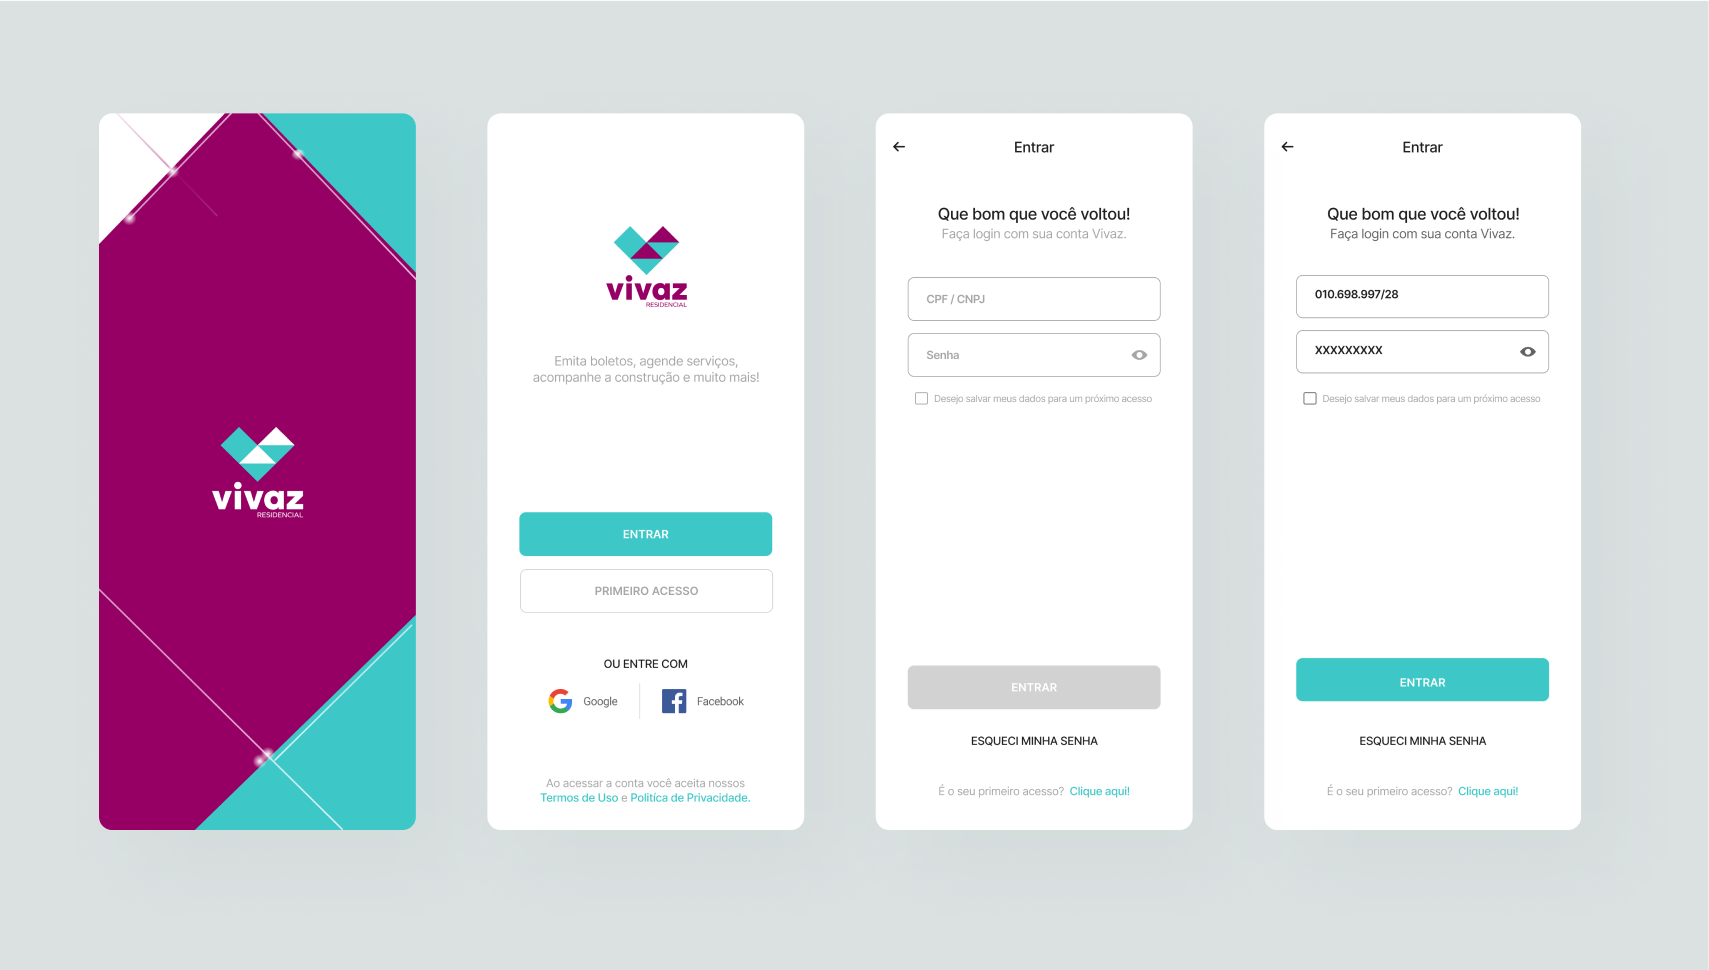 vivaz
RESIDENCIAL
vivaz
RESIDENCIAL
Emita boletos, agende serviços,
acompanhe a construção e muito mais!
ENTRAR
PRIMEIRO ACESSO
OU ENTRE COM
Google
Facebook
Ao acessar a conta você aceita nossos
Termos de Uso e Política de Privacidade.
Entrar
Que bom que você voltou!
Faça login com sua conta Vivaz.
CPF / CNPJ
Senha
Desejo salvar meus dados para um próximo acesso
ENTRAR
ESQUECI MINHA SENHA
É o seu primeiro acesso? Clique aqui!
Entrar
Que bom que você voltou!
Faça login com sua conta Vivaz.
010.698.997/28
XXXXXXXXX
Desejo salvar meus dados para um próximo acesso
ENTRAR
ESQUECI MINHA SENHA
É o seu primeiro acesso? Clique aqui!